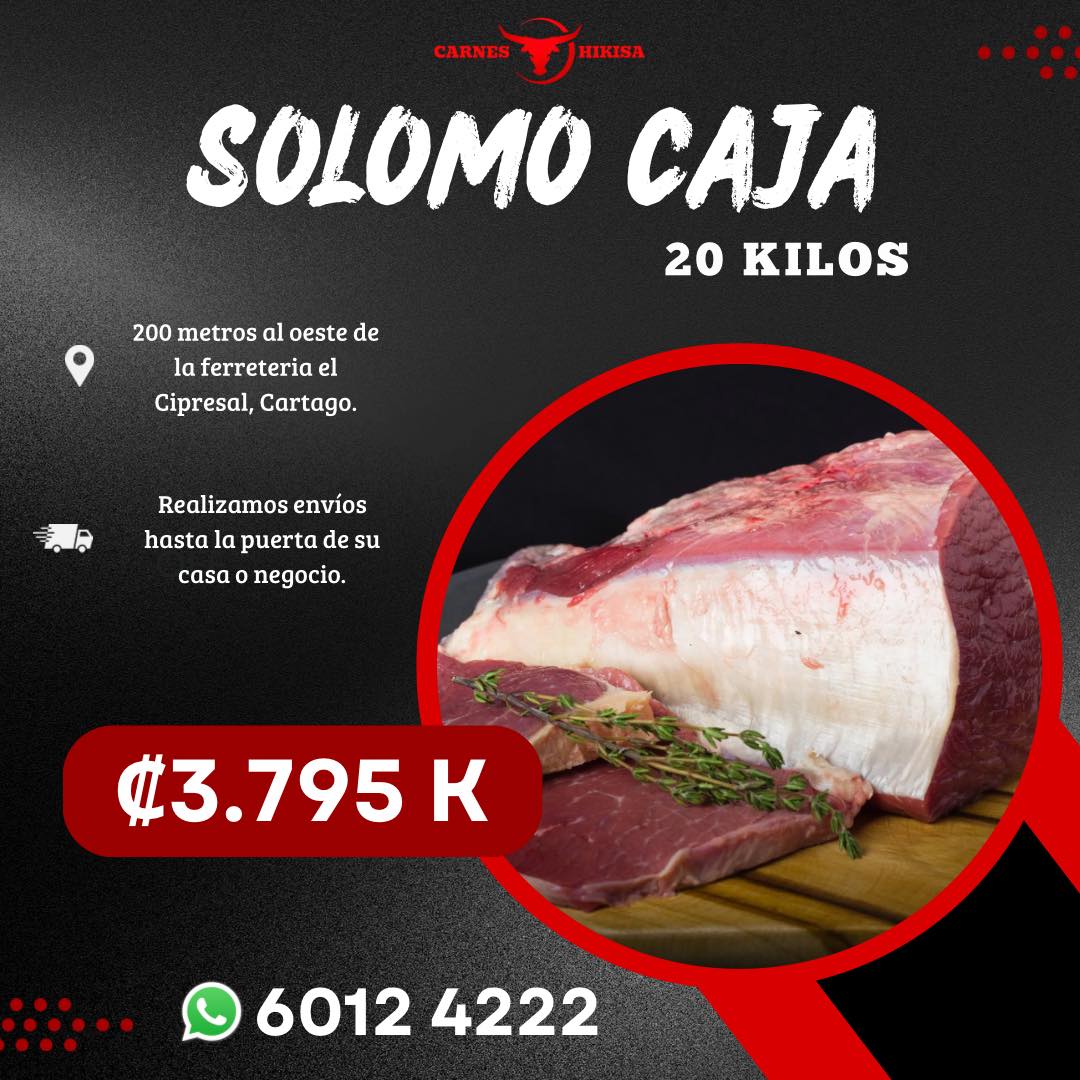 CARNES HIKISA
SOLOMO CAJA
20 KILOS
200 metros al oeste de
la ferreteria el
Cipresal, Cartago.
Realizamos envíos
hasta la puerta de su
casa o negocio.
₡3.795 K
6012 4222